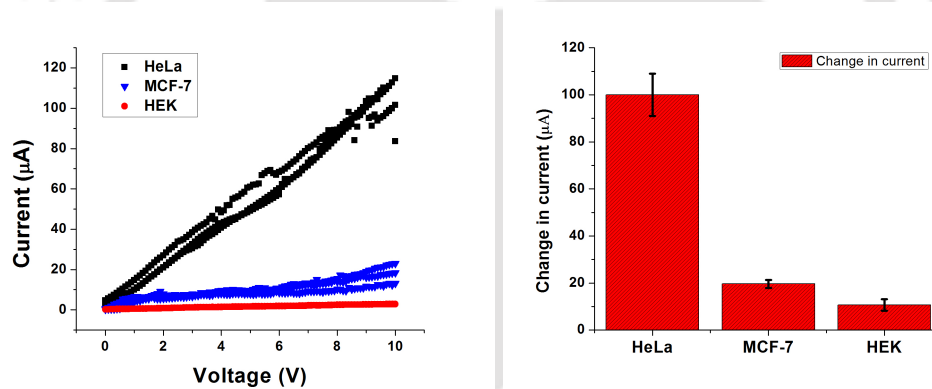 HeLa
MCF-7
HEK
120
100
80
60
40
20
0
0 2 4 6 8 10
Current (μA)
Voltage (V)
Change in current
120
100
80
60
40
20
0
HeLa MCF-7 HEK
Change in current (μA)